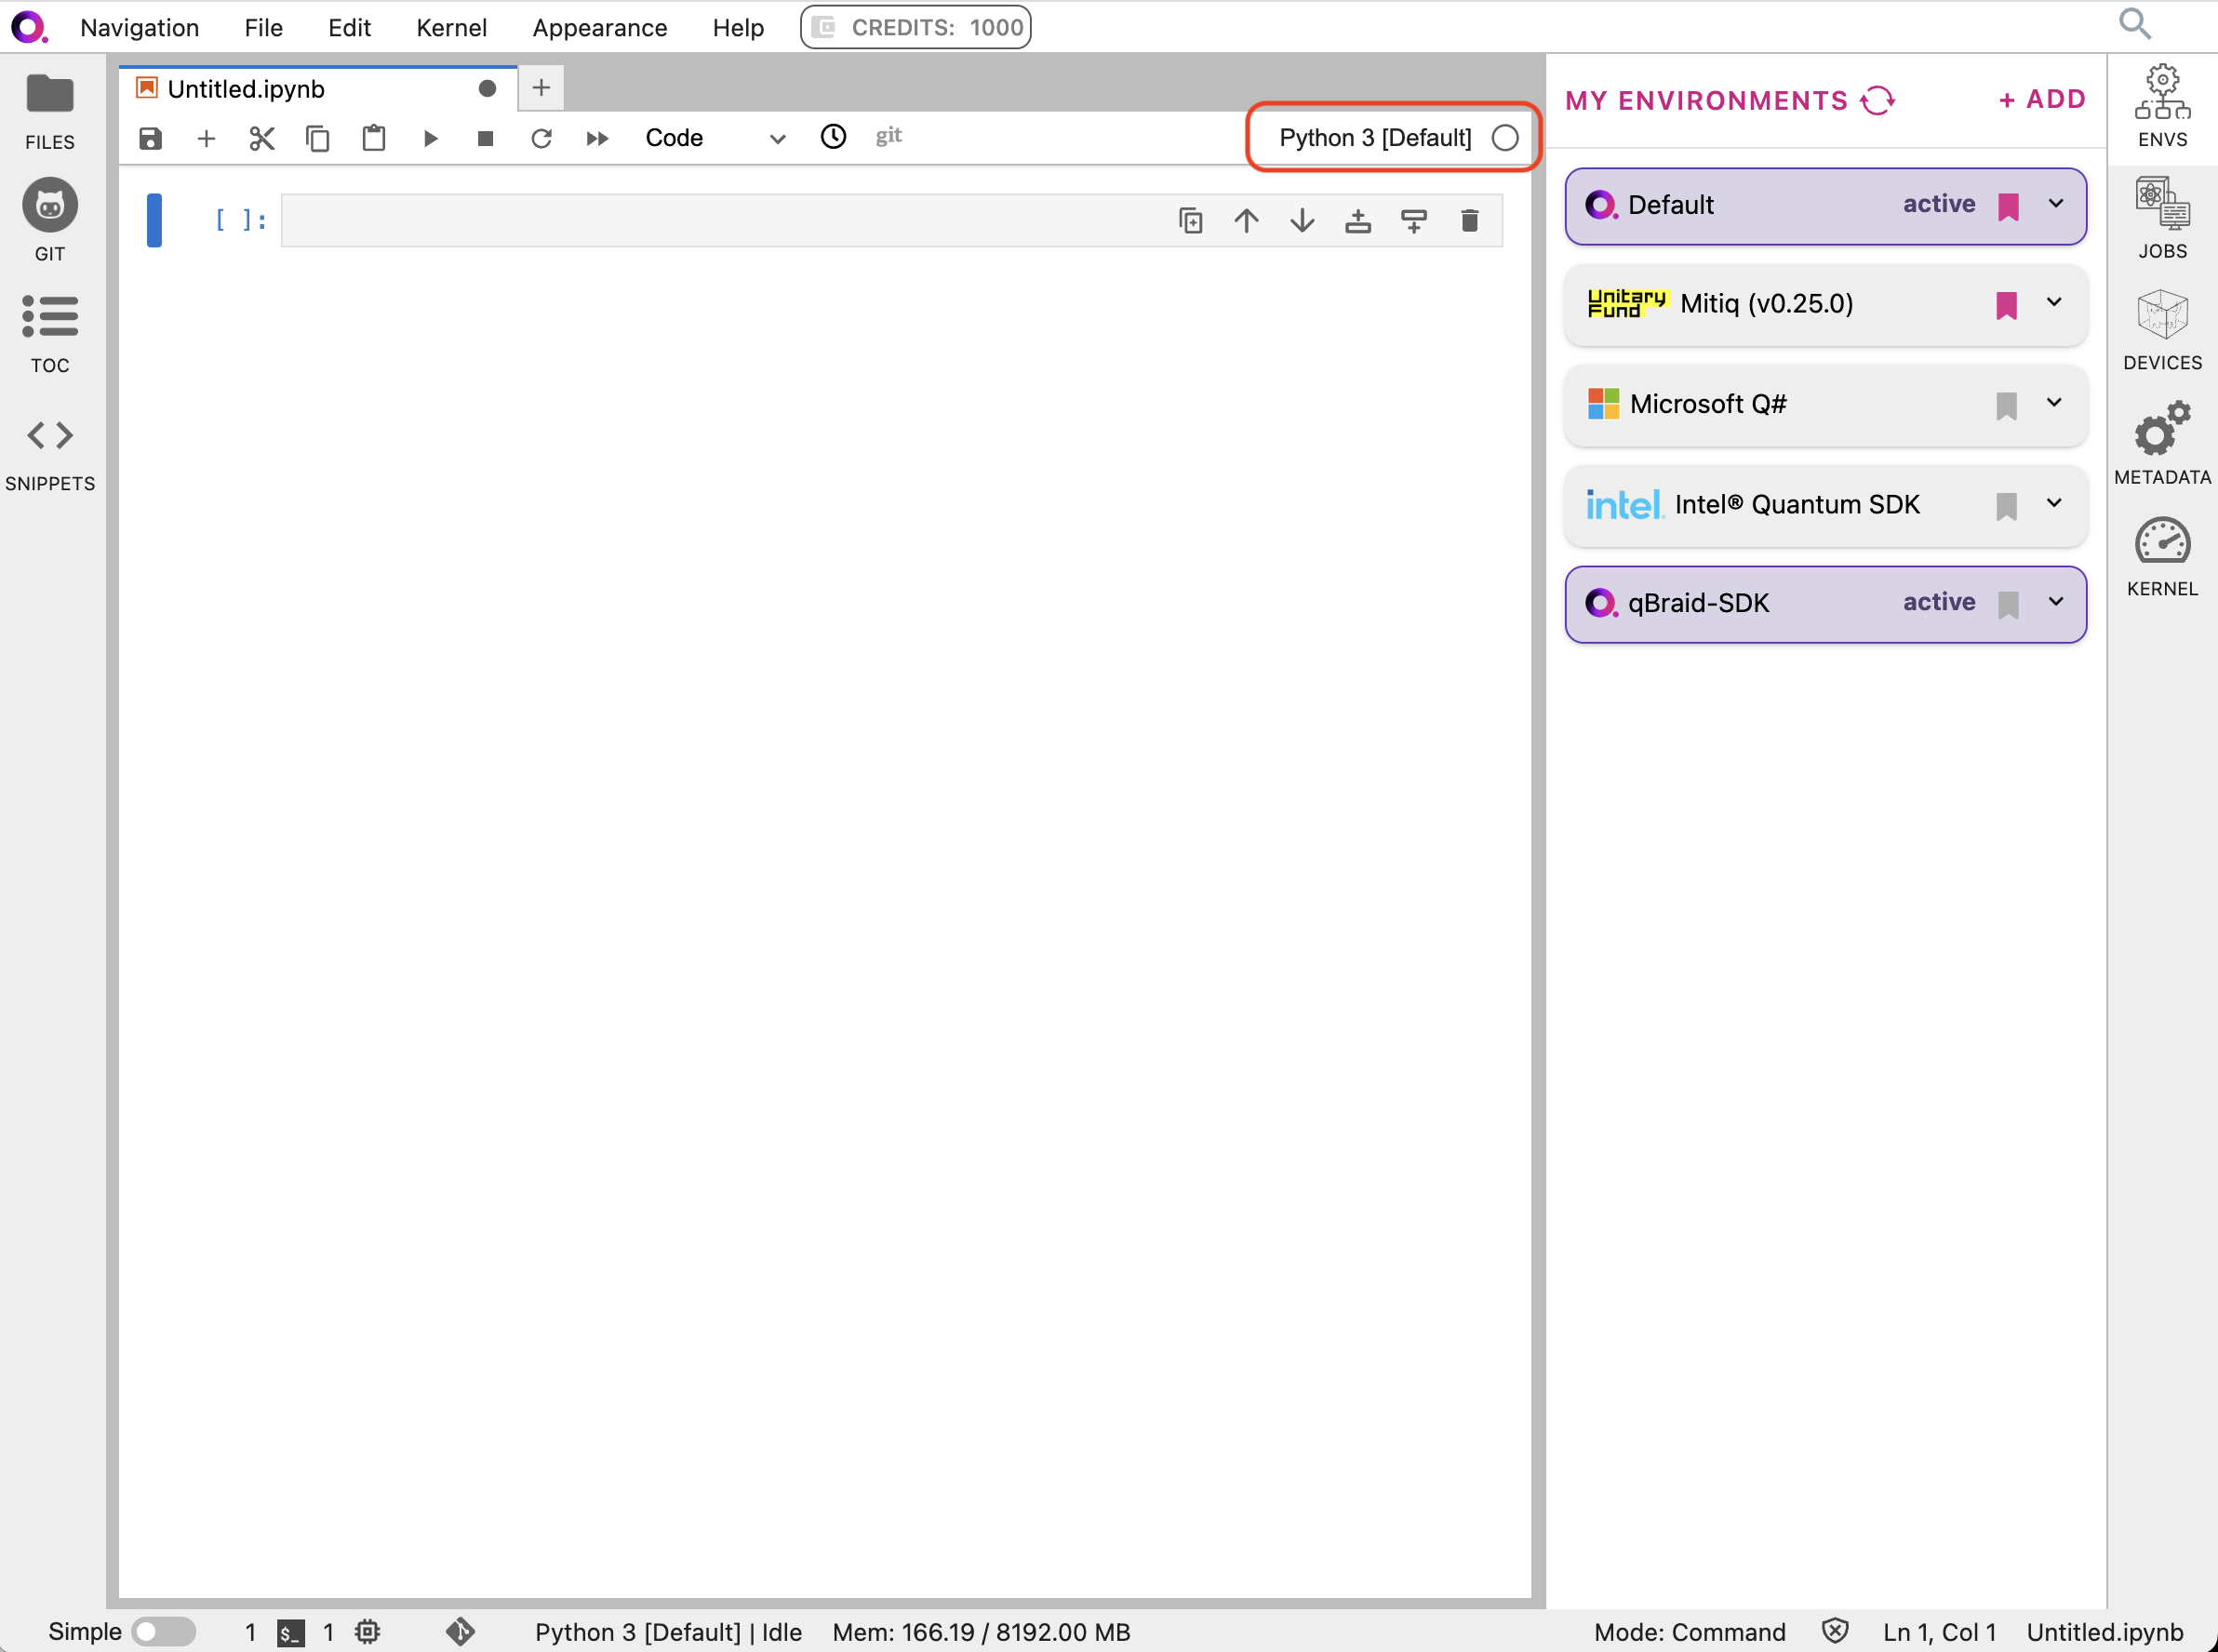 Navigation File Edit Kernel Appearance Help CREDITS: 1000
FILES
GIT
TOC
SNIPPETS
Untitled.ipynb
Code git Python 3 [Default]
[ ]:
MY ENVIRONMENTS + ADD
Default active
Unitary Fund Mitiq (v0.25.0)
Microsoft Q#
intel. Intel® Quantum SDK
qBraid-SDK active
ENVS
JOBS
DEVICES
METADATA
KERNEL
Simple 1 $_ 1 Python 3 [Default] | Idle Mem: 166.19 / 8192.00 MB Mode: Command Ln 1, Col 1 Untitled.ipynb